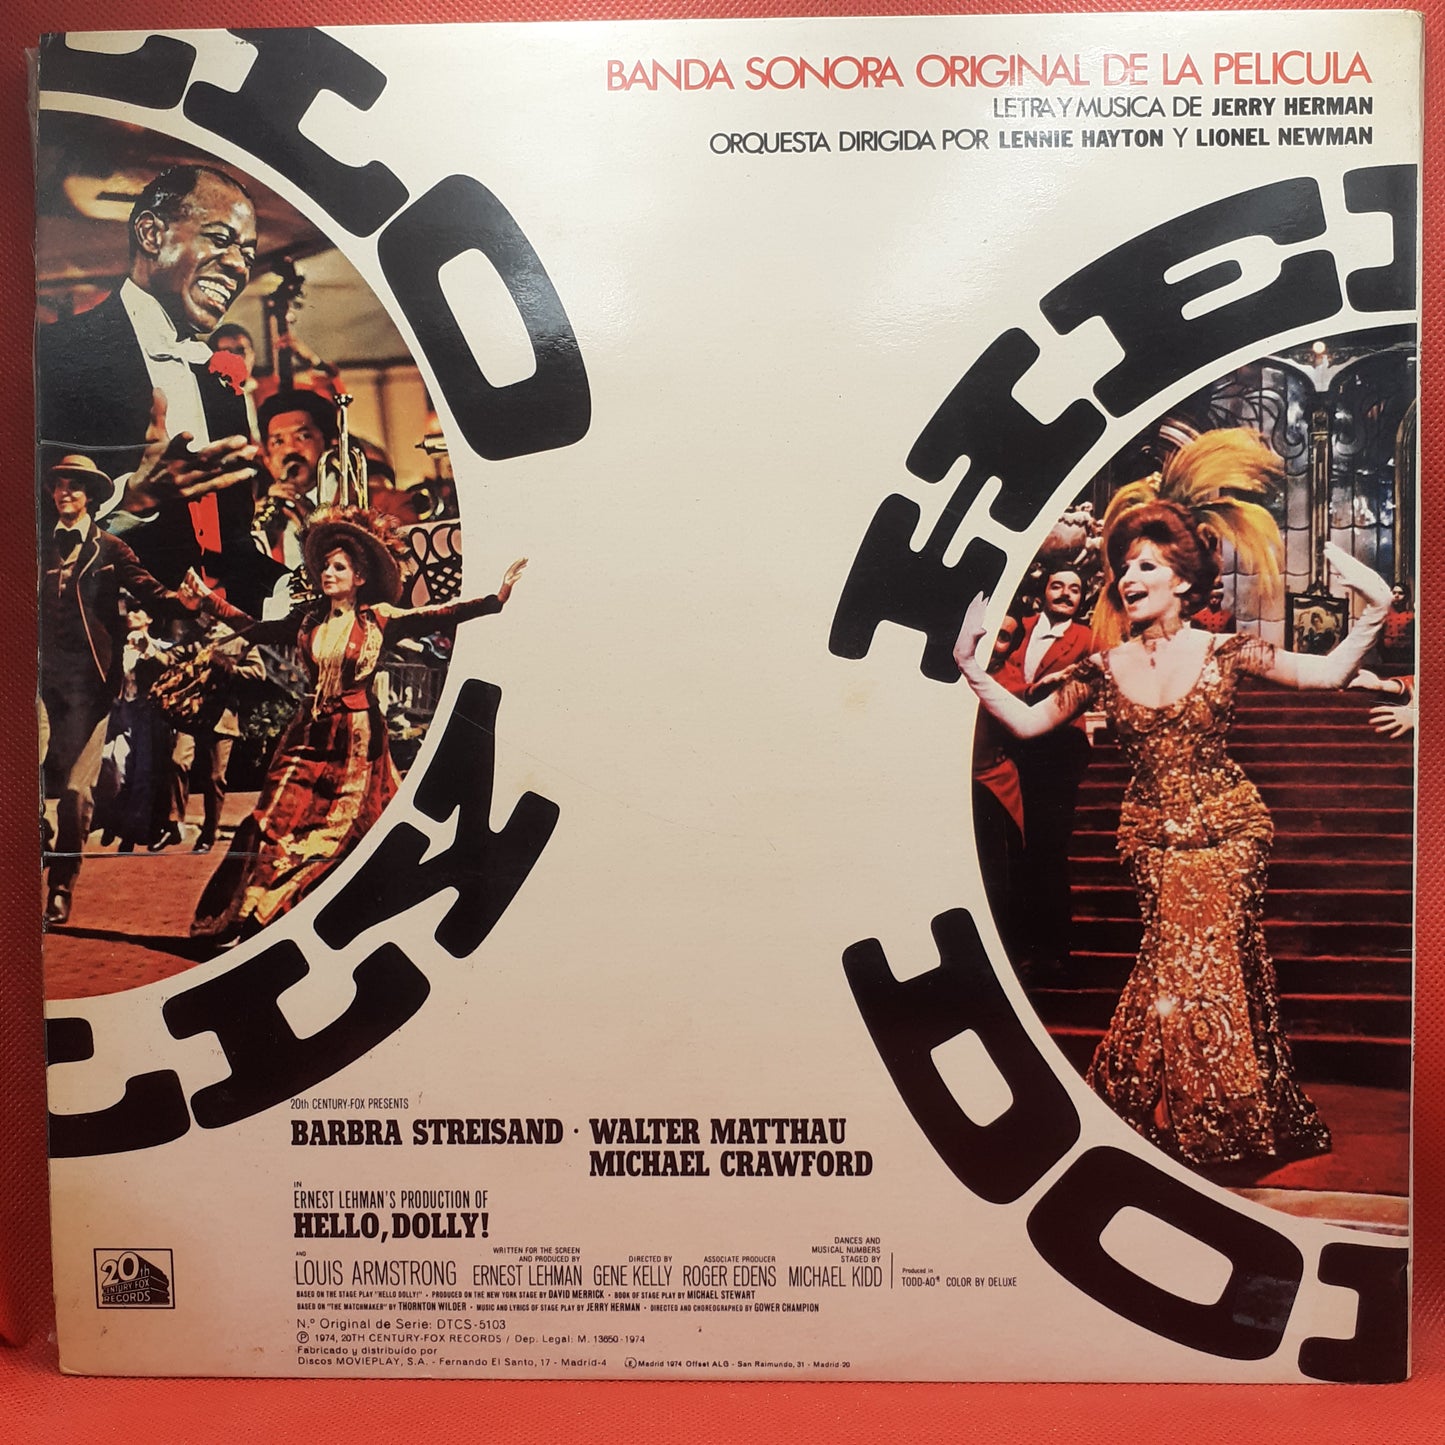 BANDA SONORA ORIGINAL DE LA PELICULA
LETRA Y MUSICA DE JERRY HERMAN
ORQUESTA DIRIGIDA POR LENNIE HAYTON Y LIONEL NEWMAN
20th CENTURY-FOX PRESENTS
BARBRA STREISAND · WALTER MATTHAU
MICHAEL CRAWFORD
IN
ERNEST LEHMAN'S PRODUCTION OF
HELLO, DOLLY!
AND
LOUIS ARMSTRONG
WRITTEN FOR THE SCREEN
AND PRODUCED BY
ERNEST LEHMAN
DIRECTED BY
GENE KELLY
ASSOCIATE PRODUCER
ROGER EDENS
DANCES AND
MUSICAL NUMBERS
STAGED BY
MICHAEL KIDD
Produced in
TODD-AO® COLOR BY DELUXE
BASED ON THE STAGE PLAY "HELLO DOLLY!" • PRODUCED ON THE NEW YORK STAGE BY DAVID MERRICK • BOOK OF STAGE PLAY BY MICHAEL STEWART
BASED ON "THE MATCHMAKER" BY THORNTON WILDER • MUSIC AND LYRICS OF STAGE PLAY BY JERRY HERMAN • DIRECTED AND CHOREOGRAPHED BY GOWER CHAMPION
20th
CENTURY-FOX
RECORDS
N.º Original de Serie: DTCS-5103
Ⓟ 1974, 20TH CENTURY-FOX RECORDS / Dep. Legal: M. 13650-1974
Fabricado y distribuído por
Discos MOVIEPLAY, S.A. - Fernando El Santo, 17 - Madrid-4
Madrid 1974 Offset ALG - San Raimundo, 31 - Madrid-20